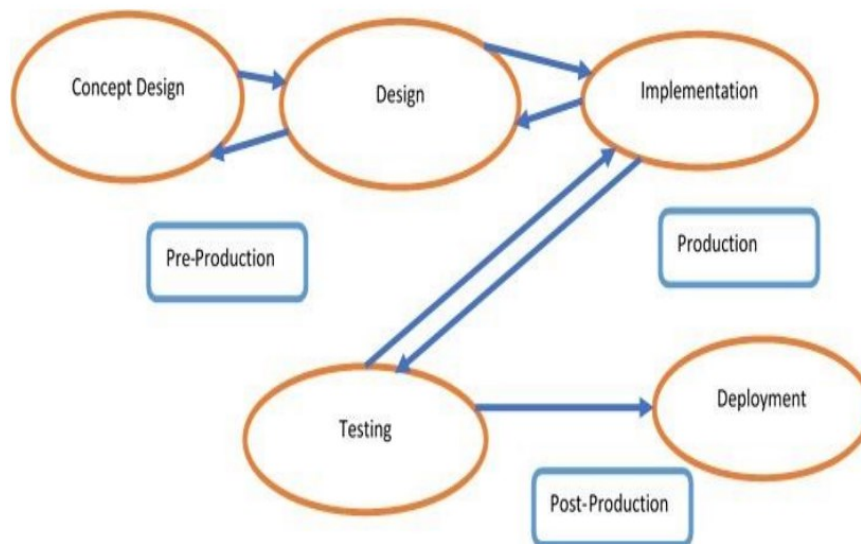 Concept Design
Design
Implementation
Pre-Production
Production
Testing
Deployment
Post-Production